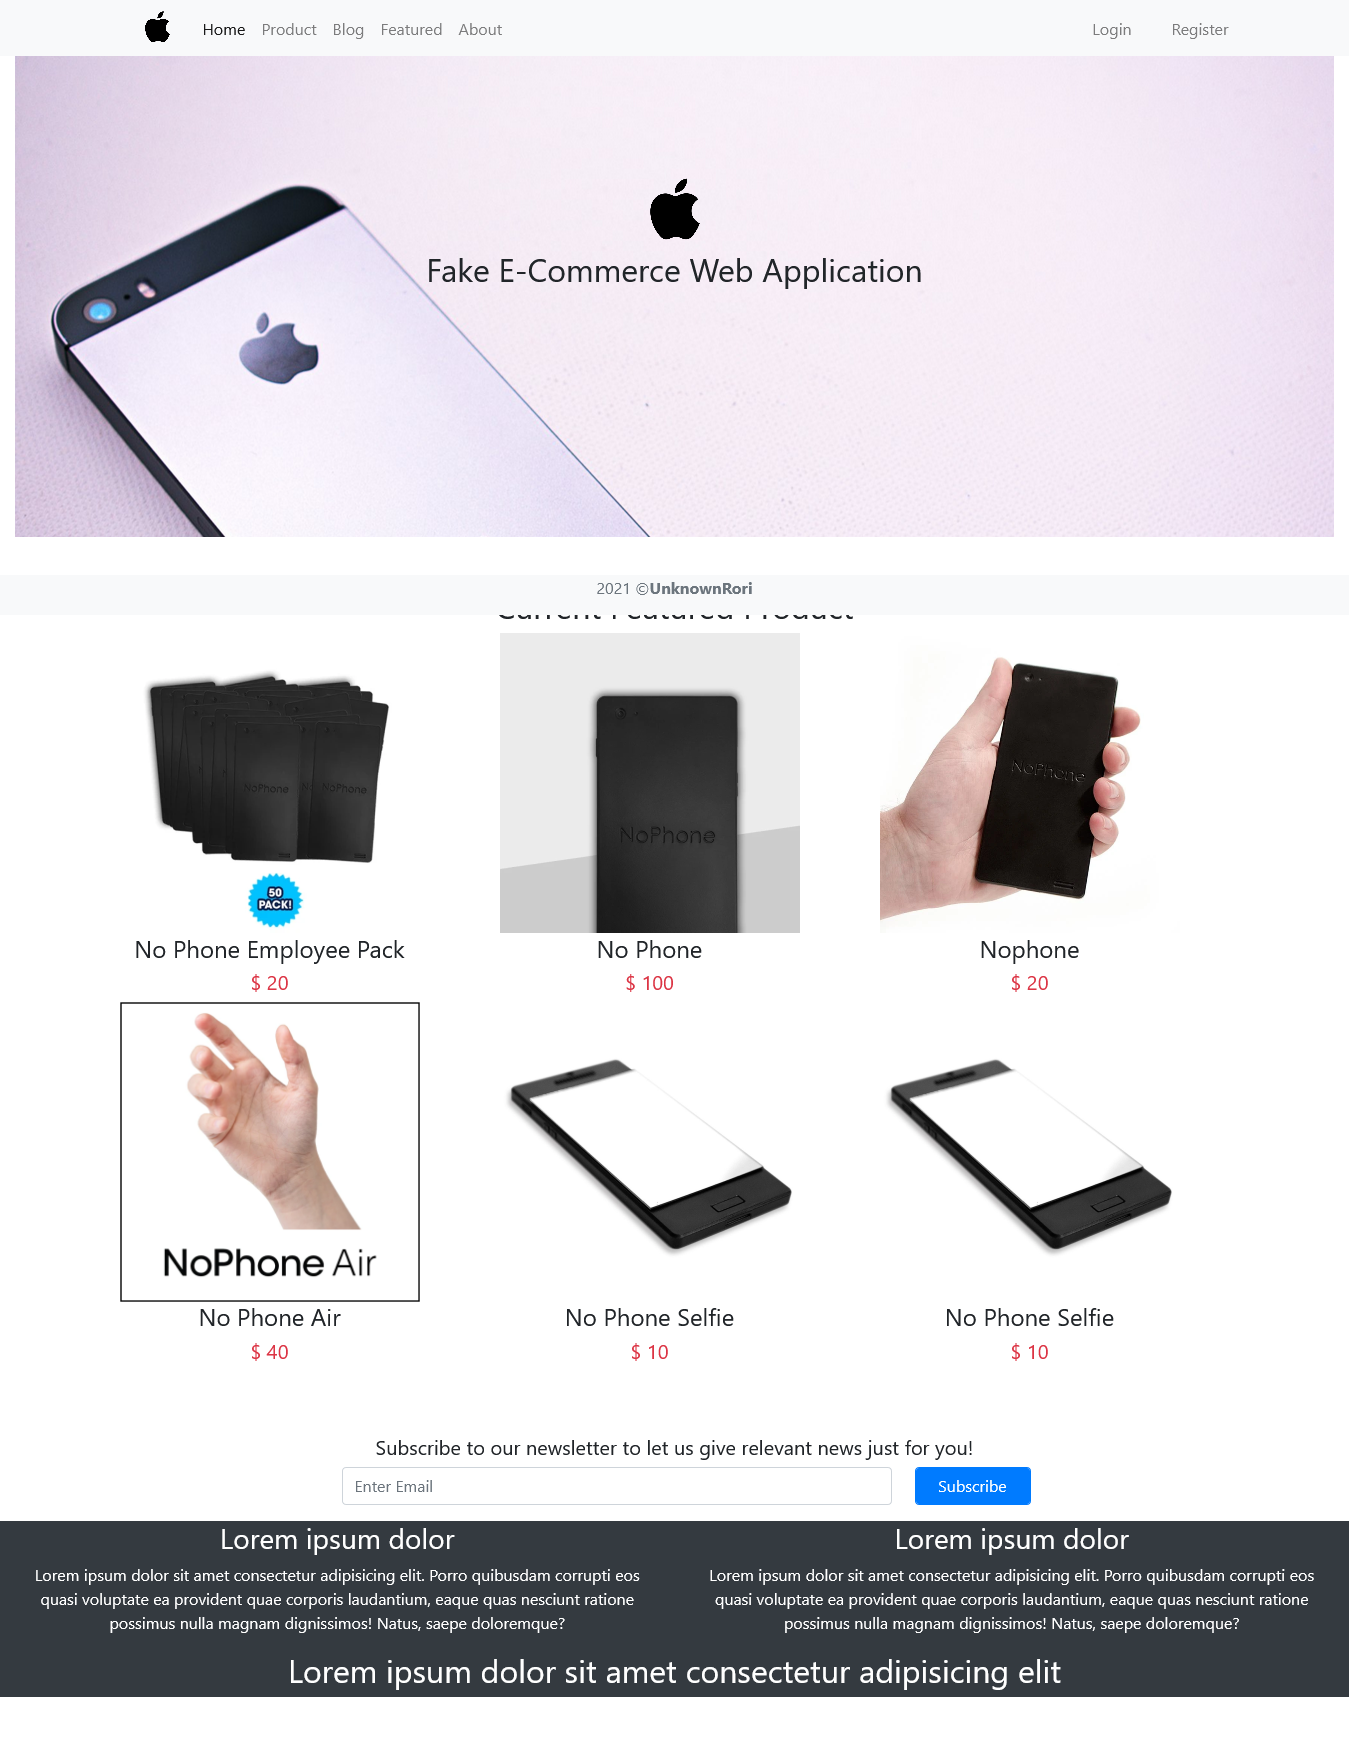 Home Product Blog Featured About Login Register
Fake E-Commerce Web Application
2021 ©UnknownRori
Current Featured Product
NoPhone NoPhone
50
PACK!
NoPhone
NoPhone
No Phone Employee Pack
$ 20
No Phone
$ 100
Nophone
$ 20
NoPhone Air
No Phone Air
$ 40
No Phone Selfie
$ 10
No Phone Selfie
$ 10
Subscribe to our newsletter to let us give relevant news just for you!
Enter Email Subscribe
Lorem ipsum dolor
Lorem ipsum dolor sit amet consectetur adipisicing elit. Porro quibusdam corrupti eos
quasi voluptate ea provident quae corporis laudantium, eaque quas nesciunt ratione
possimus nulla magnam dignissimos! Natus, saepe doloremque?
Lorem ipsum dolor
Lorem ipsum dolor sit amet consectetur adipisicing elit. Porro quibusdam corrupti eos
quasi voluptate ea provident quae corporis laudantium, eaque quas nesciunt ratione
possimus nulla magnam dignissimos! Natus, saepe doloremque?
Lorem ipsum dolor sit amet consectetur adipisicing elit